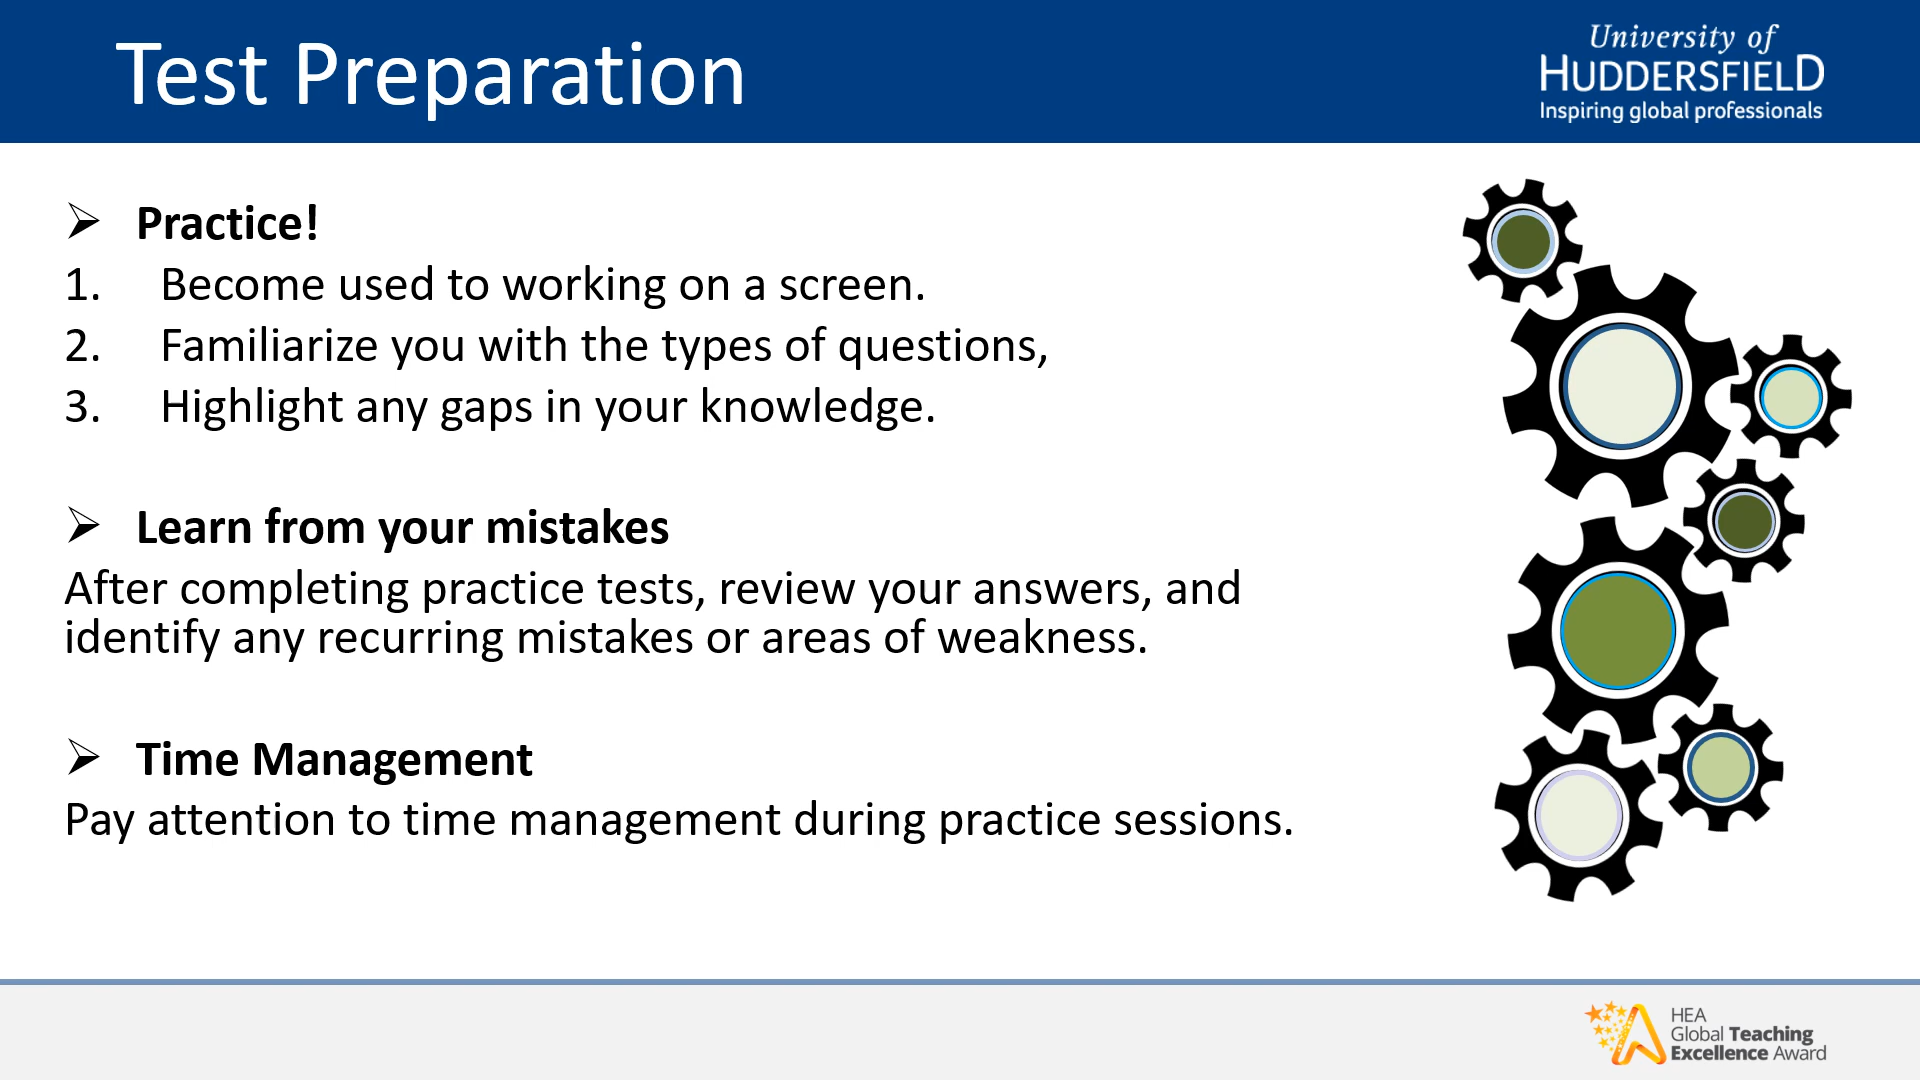 Test Preparation
University of
HUDDERSFIELD
Inspiring global professionals
➢ Practice!
1. Become used to working on a screen.
2. Familiarize you with the types of questions,
3. Highlight any gaps in your knowledge.
➢ Learn from your mistakes
After completing practice tests, review your answers, and
identify any recurring mistakes or areas of weakness.
➢ Time Management
Pay attention to time management during practice sessions.
HEA
Global Teaching
Excellence Award